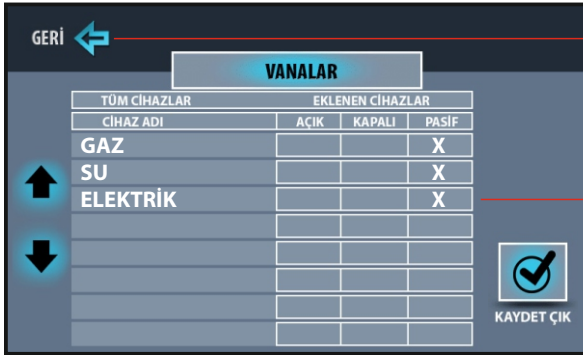 GERİ
VANALAR
TÜM CİHAZLAR EKLENEN CİHAZLAR
CİHAZ ADI AÇIK KAPALI PASİF
GAZ X
SU X
ELEKTRİK X
KAYDET ÇIK